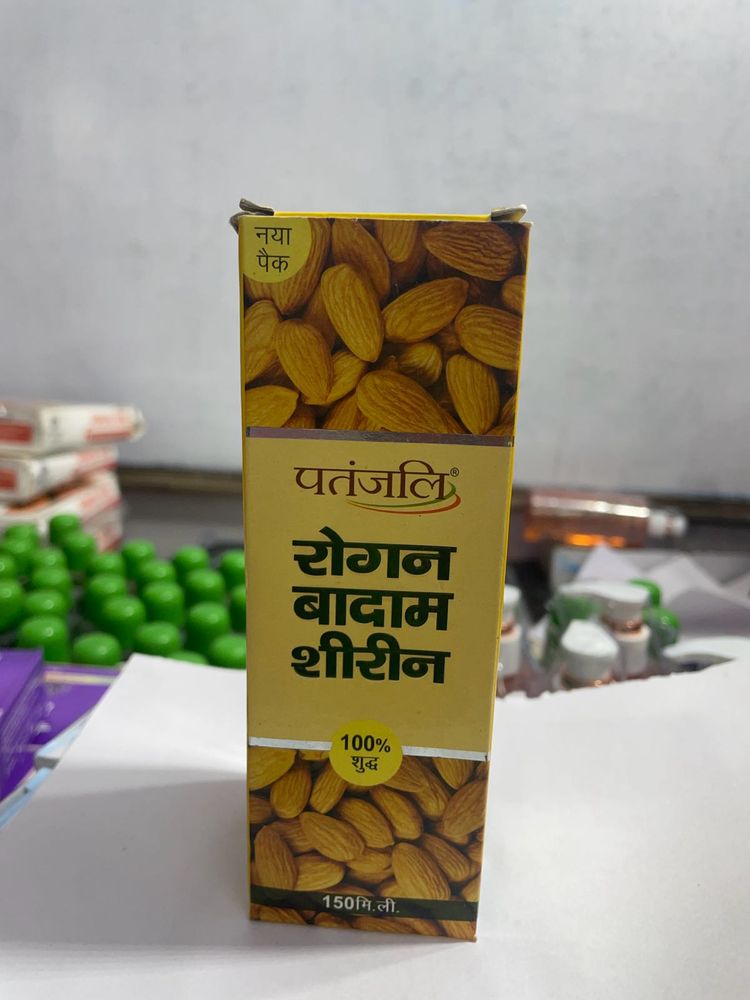 नया
पैक
पतंजलि®
रोगन
बादाम
शीरीन
100%
शुद्ध
150मि.ली.